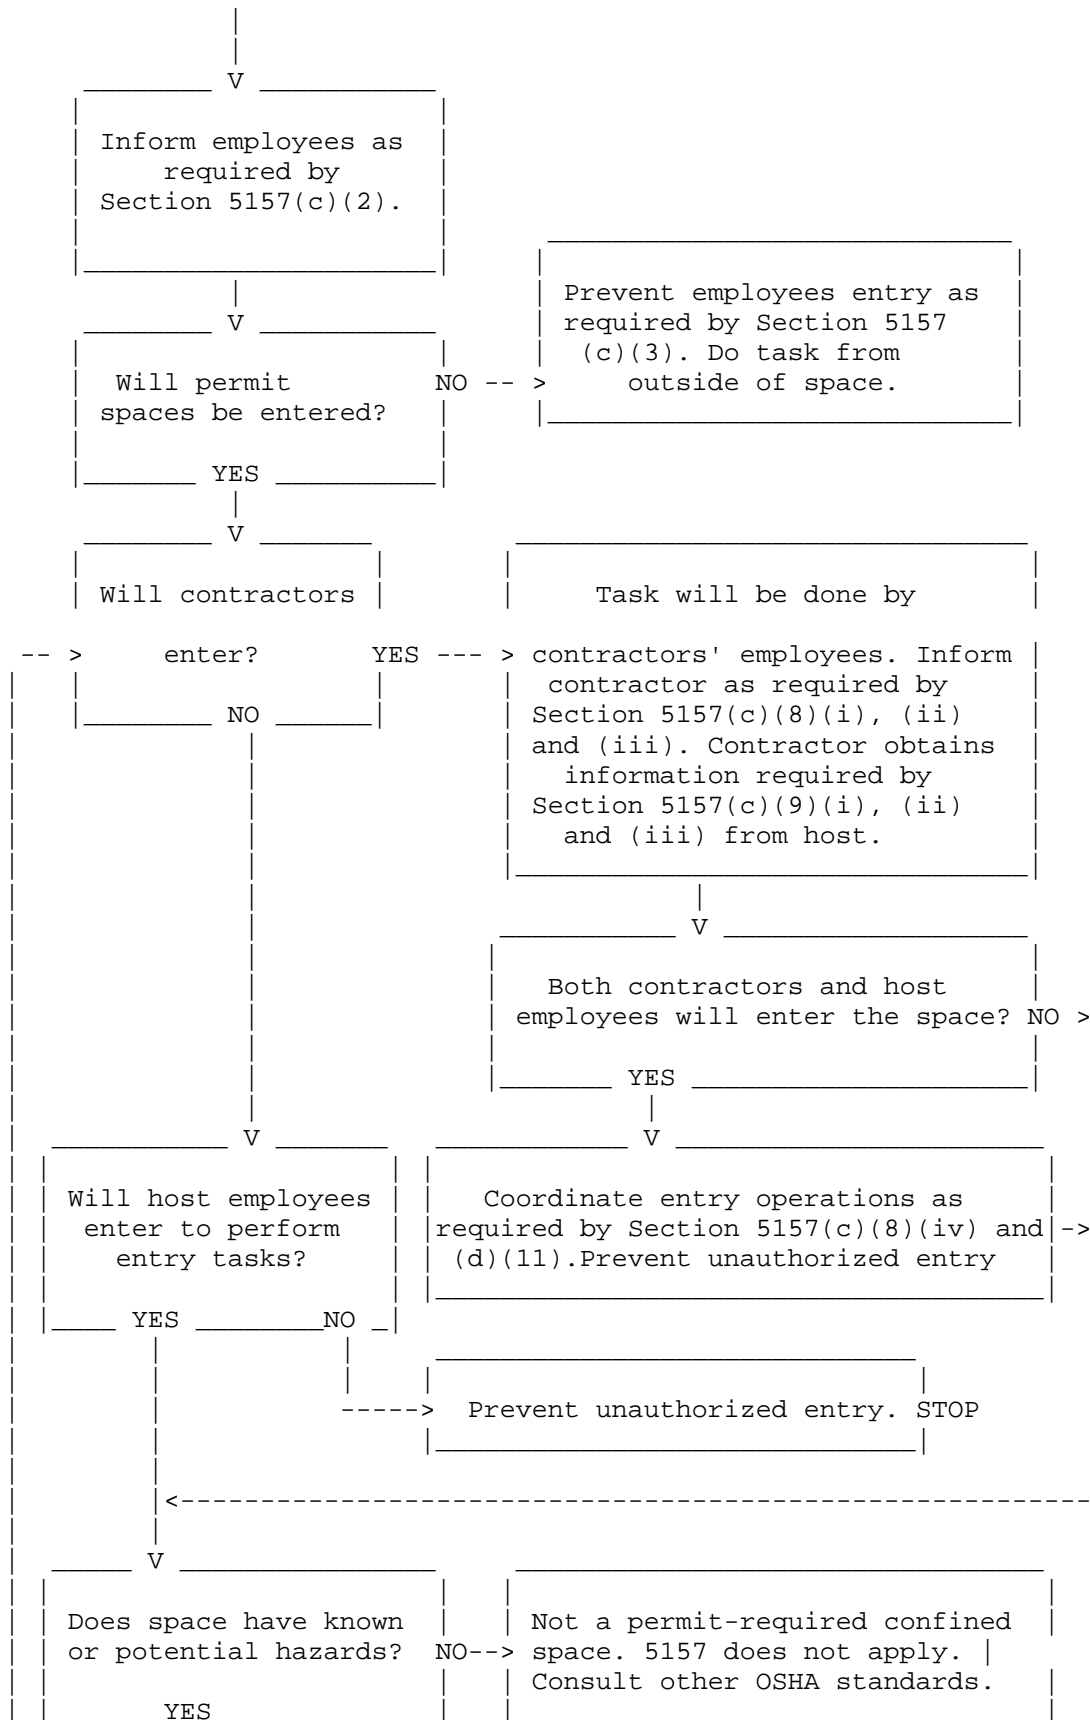 V
Inform employees as
required by
Section 5157(c)(2).
V
Will permit
spaces be entered?
NO -- >
YES
Prevent employees entry as
required by Section 5157
(c)(3). Do task from
outside of space.
V
Will contractors
-- > enter? YES --- >
NO
Task will be done by
contractors' employees. Inform
contractor as required by
Section 5157(c)(8)(i), (ii)
and (iii). Contractor obtains
information required by
Section 5157(c)(9)(i), (ii)
and (iii) from host.
V
Both contractors and host
employees will enter the space? NO >
YES
V
Will host employees
enter to perform
entry tasks?
YES NO
V
Coordinate entry operations as
required by Section 5157(c)(8)(iv) and ->
(d)(11).Prevent unauthorized entry
-----> Prevent unauthorized entry. STOP
<---------------------------------------------------------
V
Does space have known
or potential hazards? NO-->
YES
Not a permit-required confined
space. 5157 does not apply.
Consult other OSHA standards.